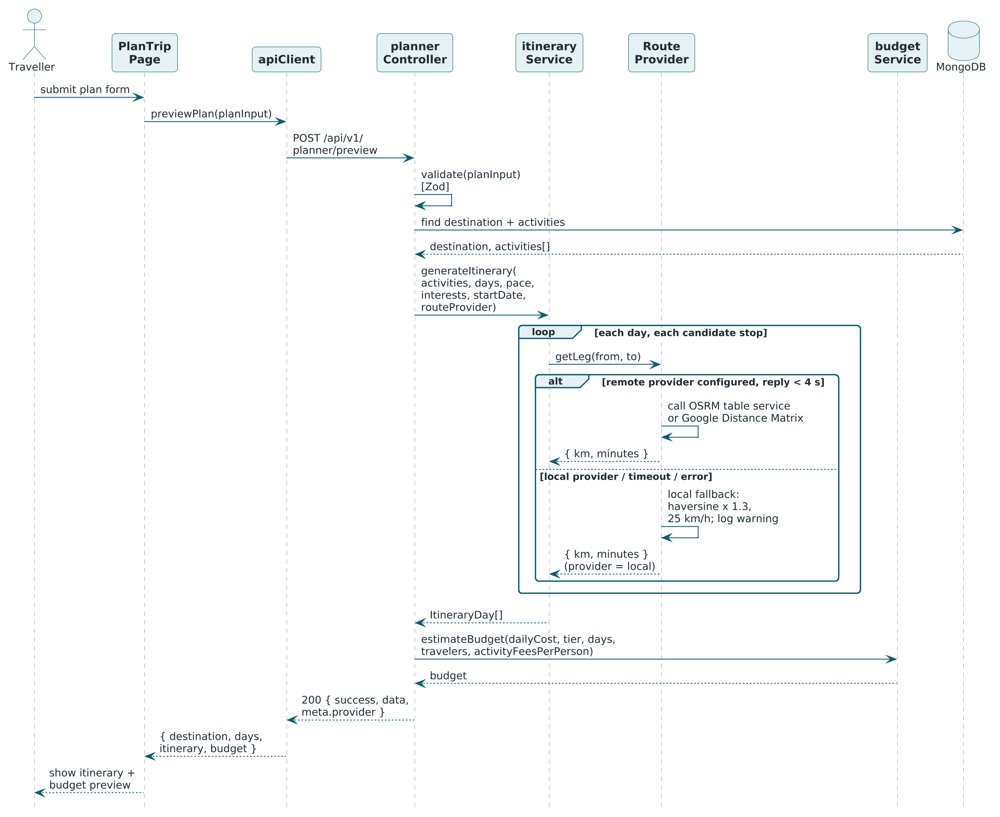 Traveller
PlanTrip
Page
apiClient
planner
Controller
itinerary
Service
Route
Provider
budget
Service
MongoDB
submit plan form
previewPlan(planInput)
POST /api/v1/
planner/preview
validate(planInput)
[Zod]
find destination + activities
destination, activities[]
generateItinerary(
activities, days, pace,
interests, startDate,
routeProvider)
loop
[each day, each candidate stop]
getLeg(from, to)
alt
[remote provider configured, reply < 4 s]
call OSRM table service
or Google Distance Matrix
{ km, minutes }
[local provider / timeout / error]
local fallback:
haversine x 1.3,
25 km/h; log warning
{ km, minutes }
(provider = local)
ItineraryDay[]
estimateBudget(dailyCost, tier, days,
travelers, activityFeesPerPerson)
budget
200 { success, data,
meta.provider }
{ destination, days,
itinerary, budget }
show itinerary +
budget preview